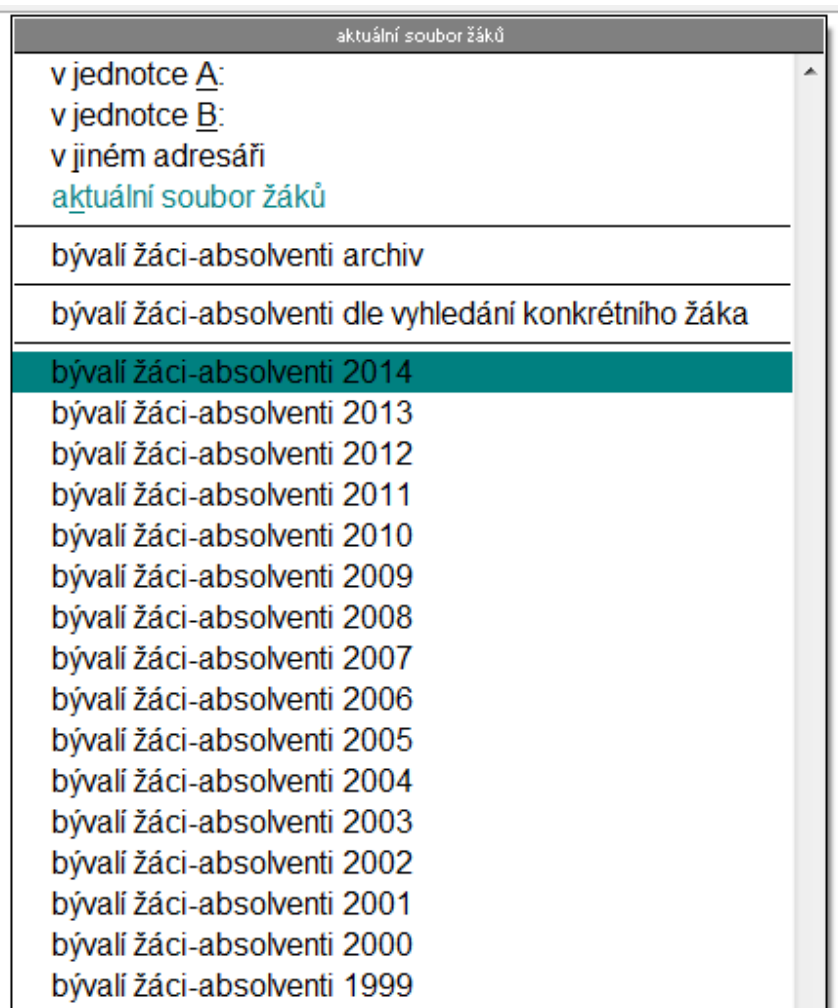 aktuální soubor žáků
v jednotce A:
v jednotce B:
v jiném adresáři
aktuální soubor žáků
bývalí žáci-absolventi archiv
bývalí žáci-absolventi dle vyhledání konkrétního žáka
bývalí žáci-absolventi 2014
bývalí žáci-absolventi 2013
bývalí žáci-absolventi 2012
bývalí žáci-absolventi 2011
bývalí žáci-absolventi 2010
bývalí žáci-absolventi 2009
bývalí žáci-absolventi 2008
bývalí žáci-absolventi 2007
bývalí žáci-absolventi 2006
bývalí žáci-absolventi 2005
bývalí žáci-absolventi 2004
bývalí žáci-absolventi 2003
bývalí žáci-absolventi 2002
bývalí žáci-absolventi 2001
bývalí žáci-absolventi 2000
bývalí žáci-absolventi 1999